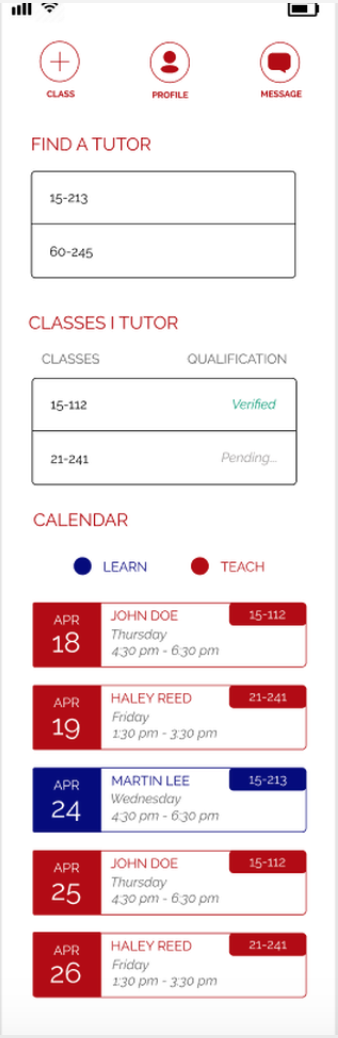 CLASS
PROFILE
MESSAGE
FIND A TUTOR
15-213
60-245
CLASSES I TUTOR
CLASSES QUALIFICATION
15-112 Verified
21-241 Pending...
CALENDAR
LEARN TEACH
APR
18
JOHN DOE
15-112
Thursday
4:30 pm - 6:30 pm
APR
19
HALEY REED
21-241
Friday
1:30 pm - 3:30 pm
APR
24
MARTIN LEE
15-213
Wednesday
4:30 pm - 6:30 pm
APR
25
JOHN DOE
15-112
Thursday
4:30 pm - 6:30 pm
APR
26
HALEY REED
21-241
Friday
1:30 pm - 3:30 pm